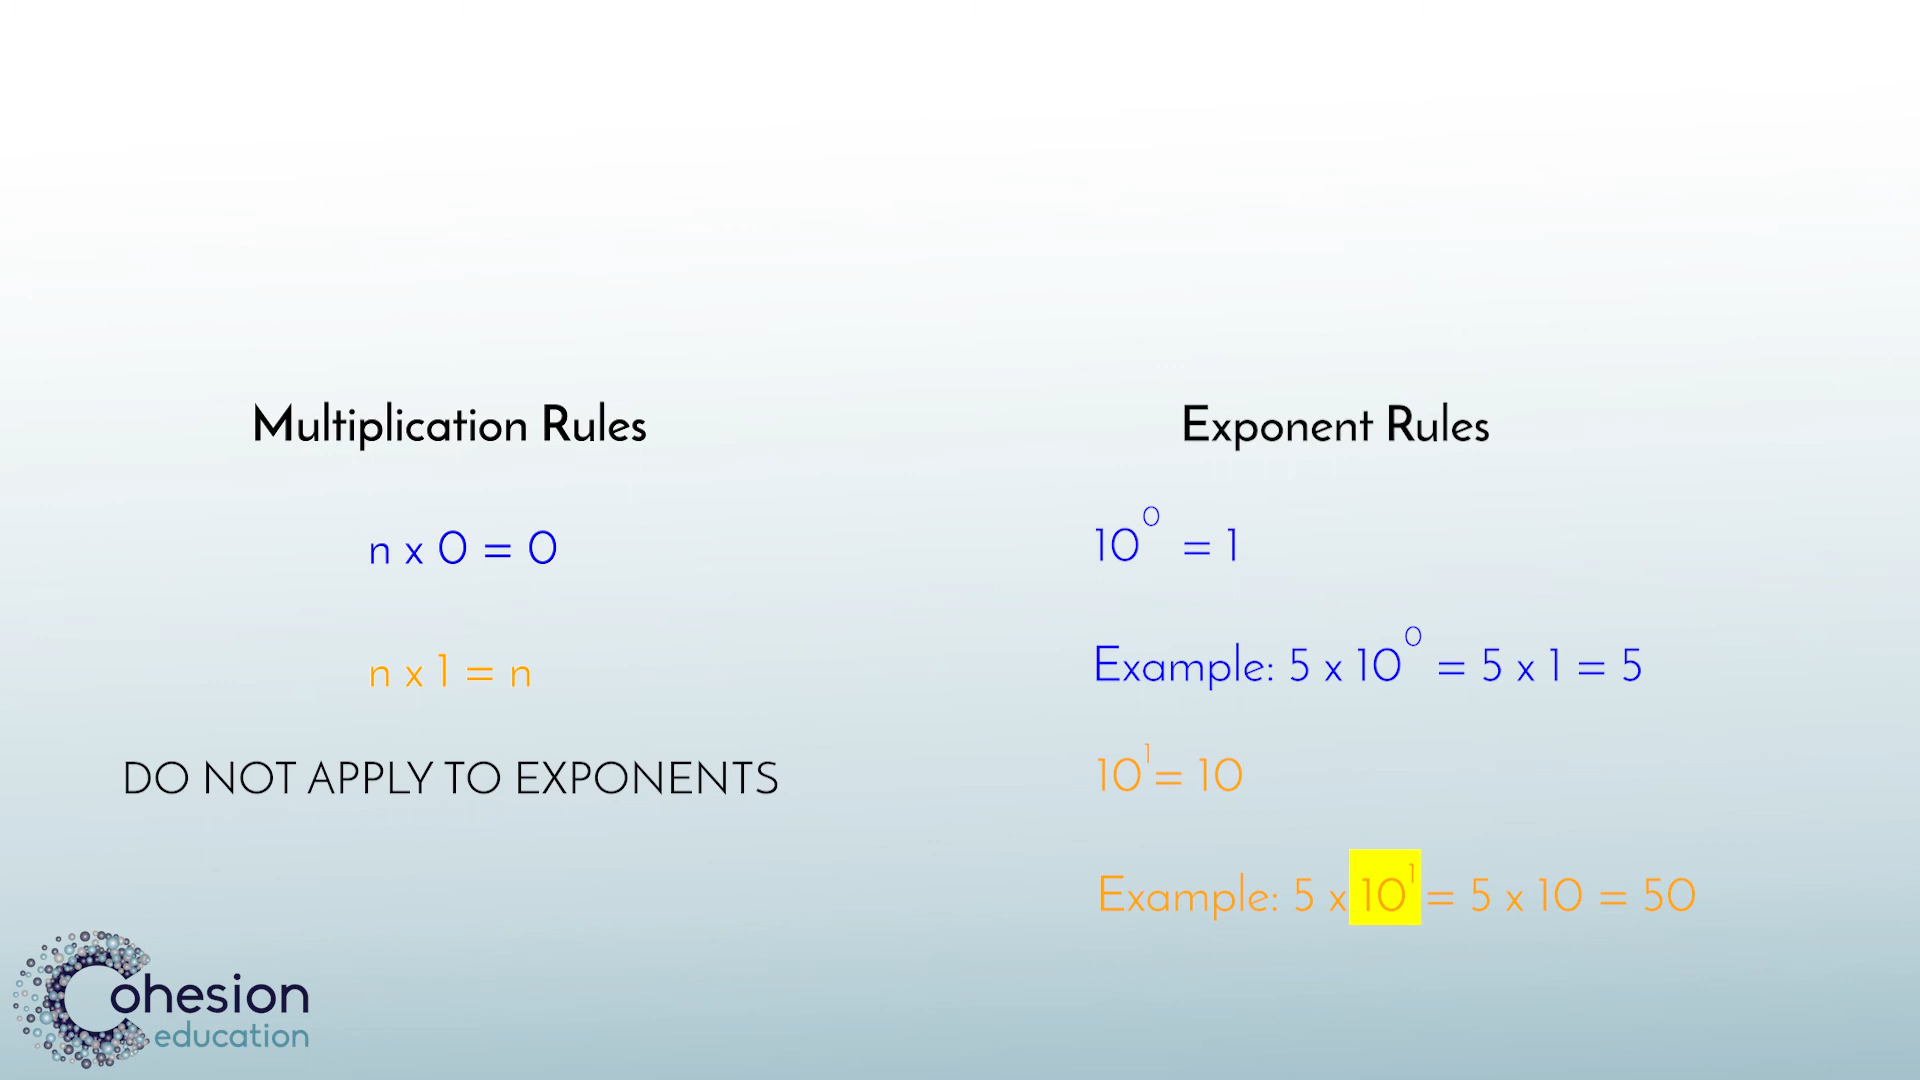 Multiplication Rules
n x 0 = 0
n x 1 = n
DO NOT APPLY TO EXPONENTS
Exponent Rules
10⁰ = 1
Example: 5 x 10⁰ = 5 x 1 = 5
10¹ = 10
Example: 5 x 10¹ = 5 x 10 = 50
Cohesion
education